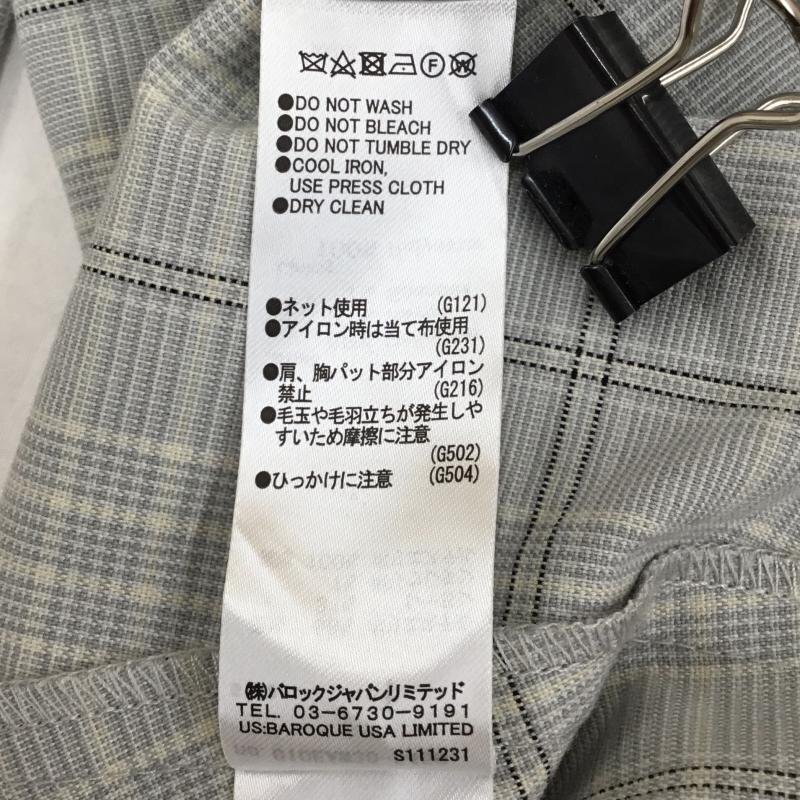 ●DO NOT WASH
●DO NOT BLEACH
●DO NOT TUMBLE DRY
●COOL IRON,
USE PRESS CLOTH
●DRY CLEAN
●ネット使用 (G121)
●アイロン時は当て布使用
(G231)
●肩、胸パット部分アイロン
禁止 (G216)
●毛玉や毛羽立ちが発生しや
すいため摩擦に注意
(G502)
●ひっかけに注意 (G504)
㈱バロックジャパンリミテッド
TEL. 03-6730-9191
US:BAROQUE USA LIMITED
S111231